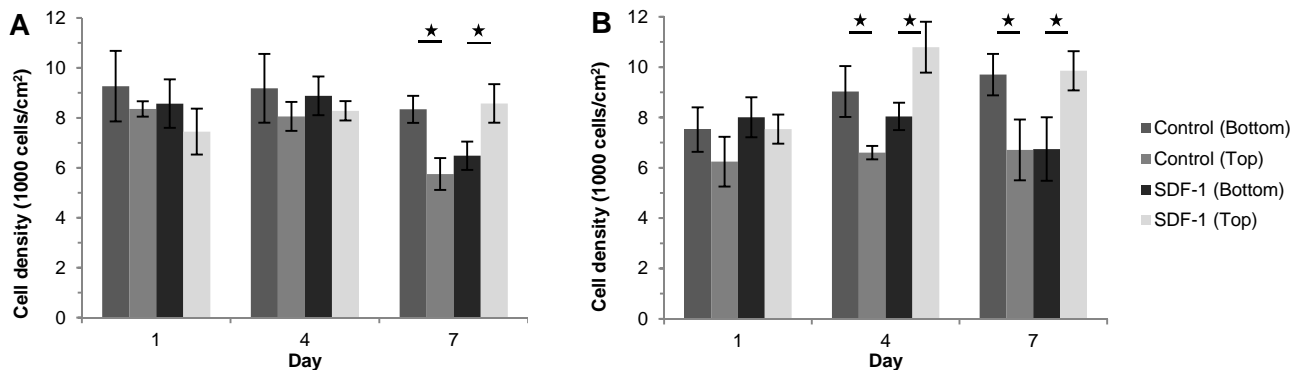 A
Cell density (1000 cells/cm²)
12
10
8
6
4
2
0
★ ★
1 4 7
Day
B
Cell density (1000 cells/cm²)
12
10
8
6
4
2
0
★ ★ ★ ★
1 4 7
Day
Control (Bottom)
Control (Top)
SDF-1 (Bottom)
SDF-1 (Top)